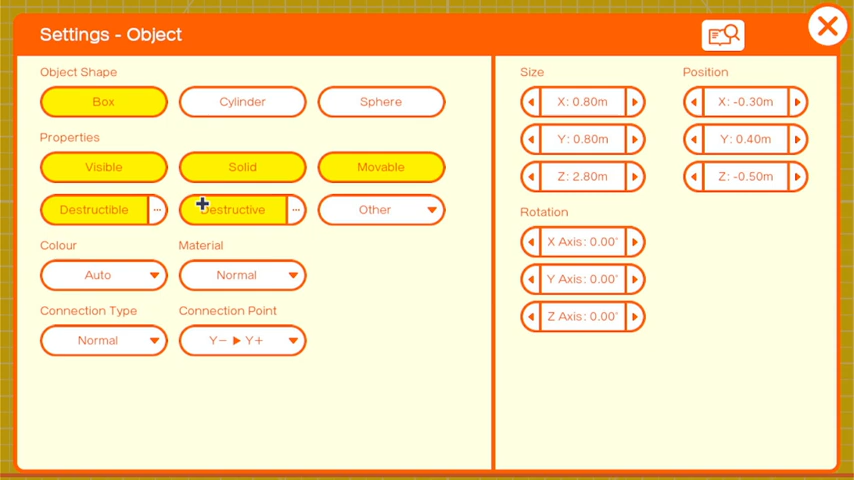 Settings - Object
Object Shape
Box
Cylinder
Sphere
Properties
Visible
Solid
Movable
Destructible ...
Destructive ...
Other
Colour
Material
Auto
Normal
Connection Type
Connection Point
Normal
Y- ▶ Y+
Size
Position
X: 0.80m
X: -0.30m
Y: 0.80m
Y: 0.40m
Z: 2.80m
Z: -0.50m
Rotation
X Axis: 0.00°
Y Axis: 0.00°
Z Axis: 0.00°